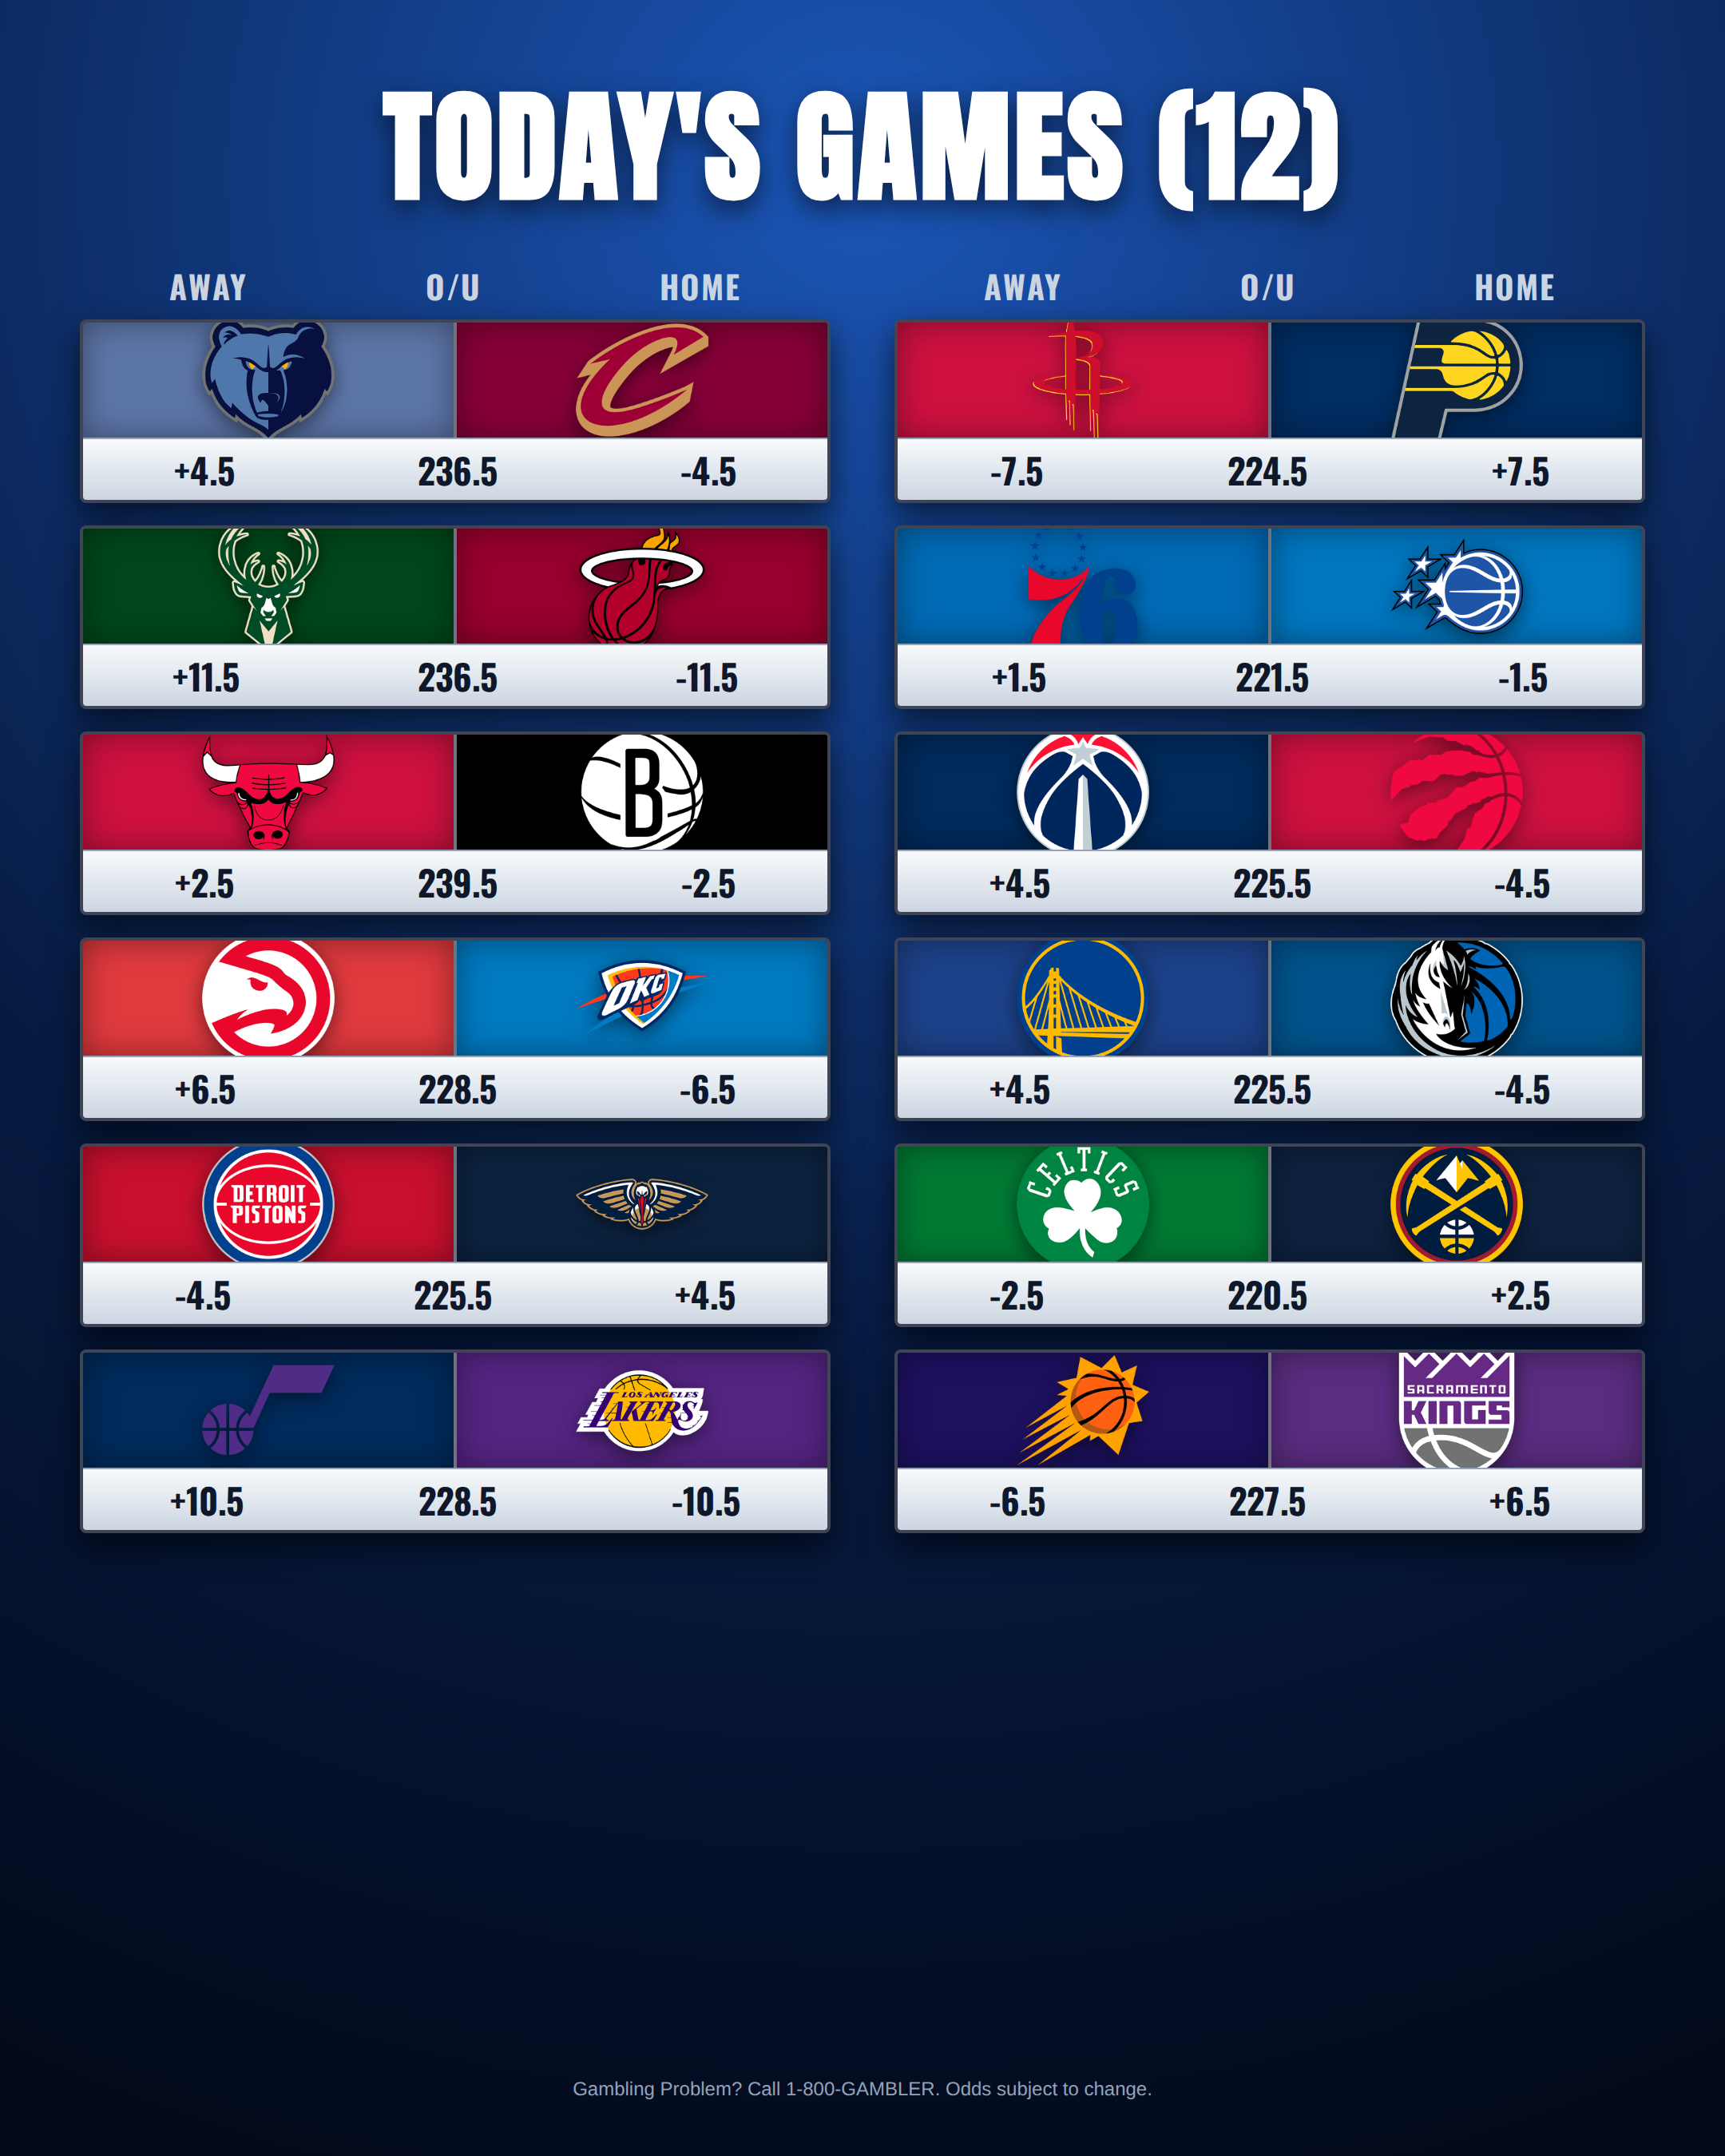 TODAY'S GAMES (12)
AWAY O/U HOME AWAY O/U HOME
+4.5 236.5 -4.5
-7.5 224.5 +7.5
+11.5 236.5 -11.5
76
+1.5 221.5 -1.5
B
+2.5 239.5 -2.5
+4.5 225.5 -4.5
OKC
+6.5 228.5 -6.5
+4.5 225.5 -4.5
DETROIT
PISTONS
-4.5 225.5 +4.5
CELTICS
-2.5 220.5 +2.5
LOS ANGELES
LAKERS
+10.5 228.5 -10.5
SACRAMENTO
KINGS
-6.5 227.5 +6.5
Gambling Problem? Call 1-800-GAMBLER. Odds subject to change.